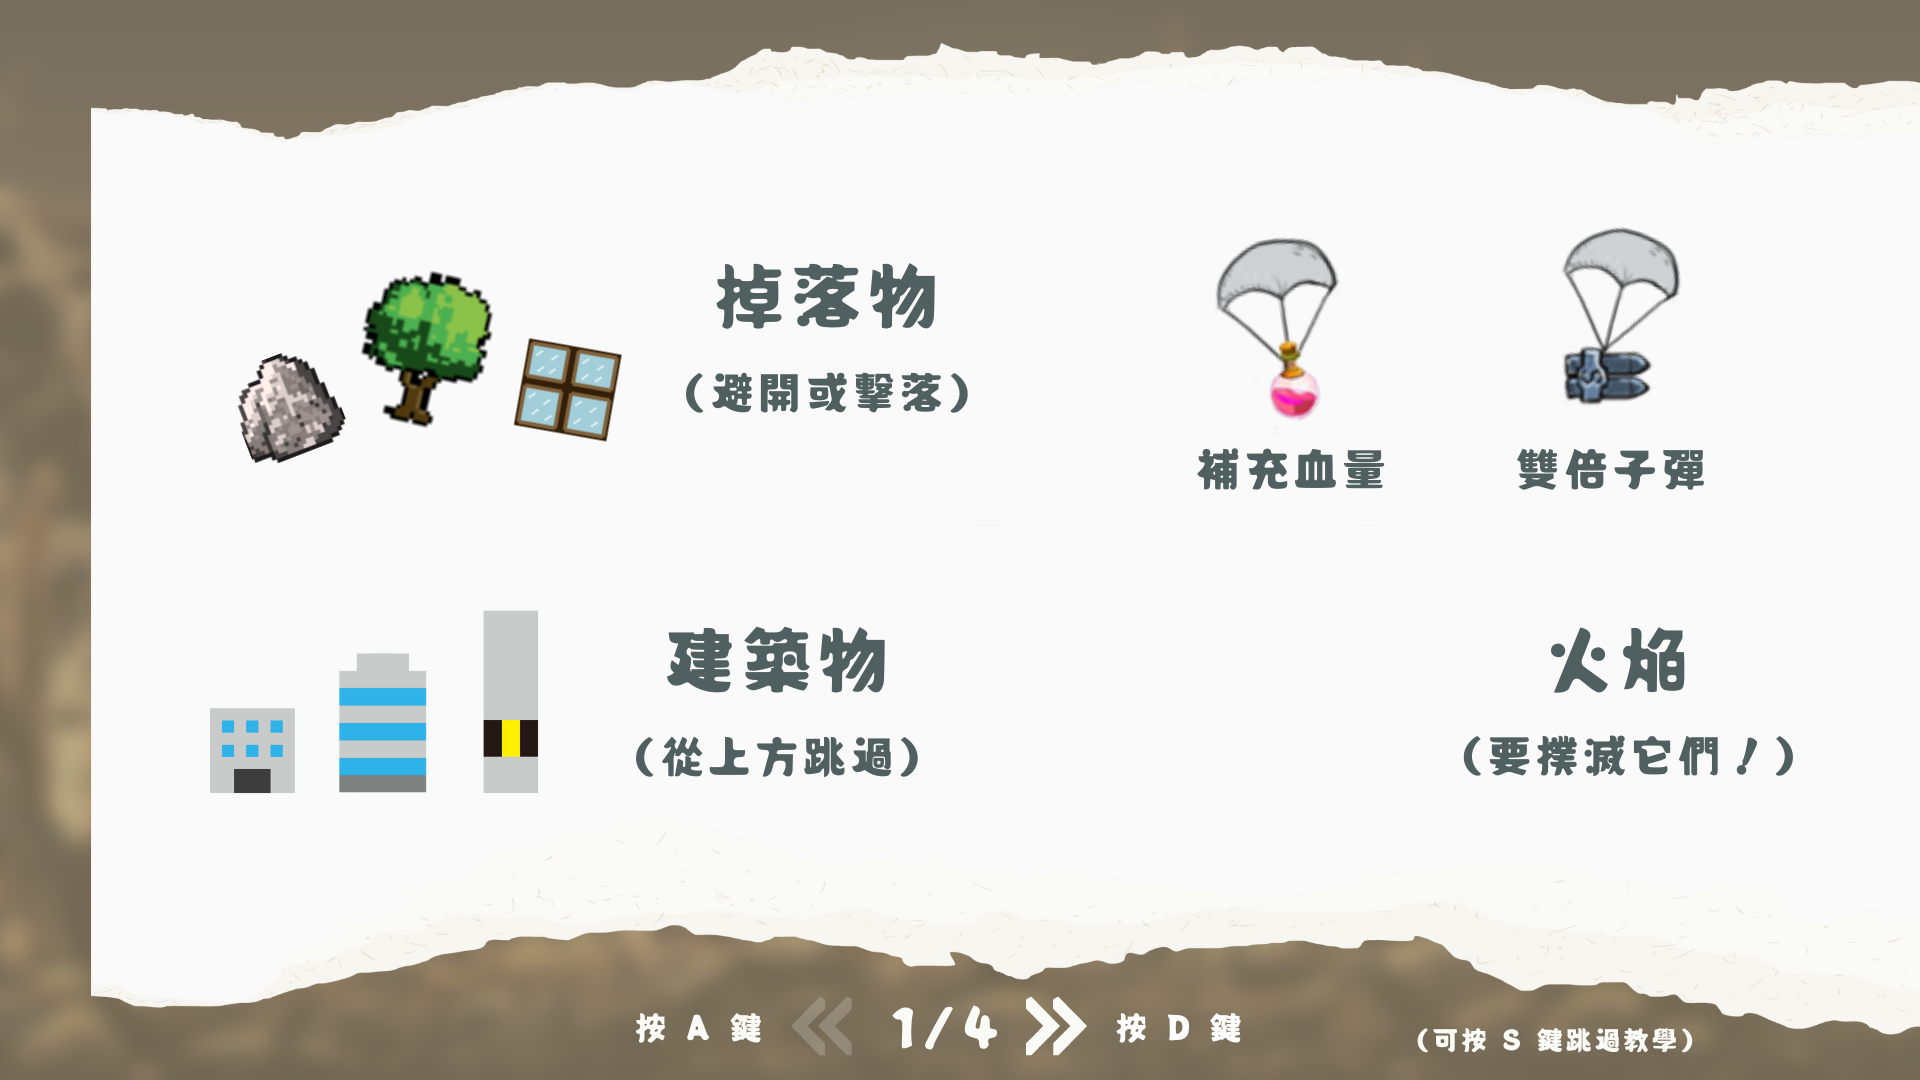 掉落物
（避開或擊落）
補充血量
雙倍子彈
建築物
（從上方跳過）
火焰
（要撲滅它們！）
按 A 鍵
1/4
按 D 鍵
（可按 S 鍵跳過教學）